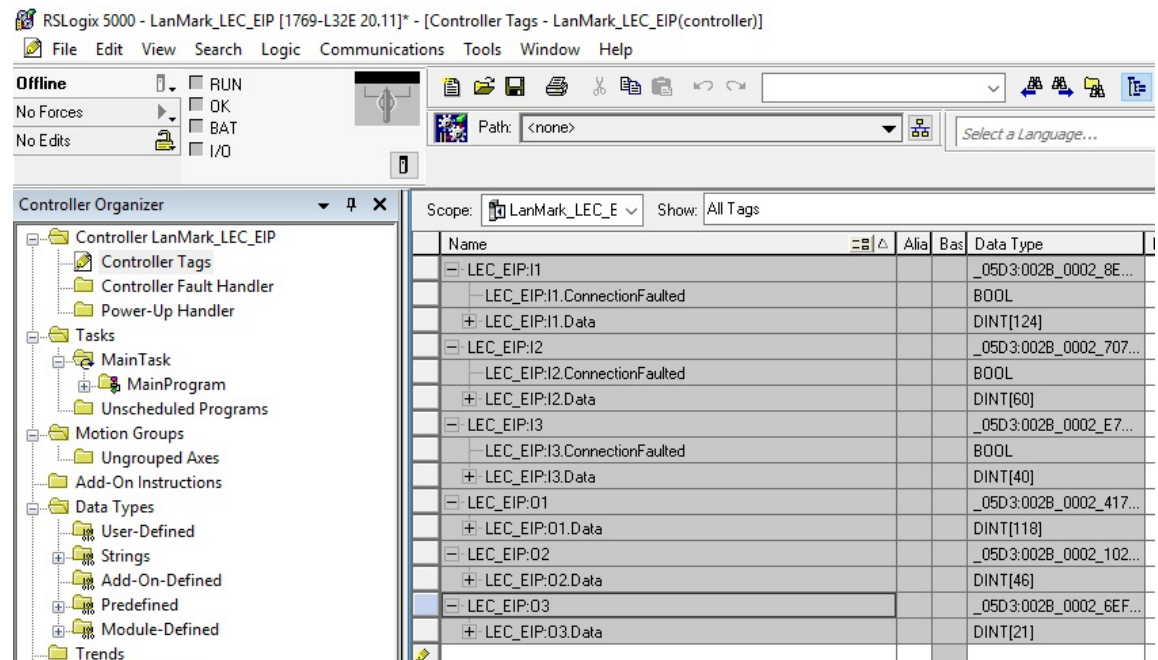 RSLogix 5000 - LanMark_LEC_EIP [1769-L32E 20.11]* - [Controller Tags - LanMark_LEC_EIP(controller)]
File Edit View Search Logic Communications Tools Window Help
Offline
RUN
No Forces
OK
No Edits
BAT
I/O
Path: <none>
Select a Language...
Controller Organizer
Controller LanMark_LEC_EIP
Controller Tags
Controller Fault Handler
Power-Up Handler
Tasks
MainTask
MainProgram
Unscheduled Programs
Motion Groups
Ungrouped Axes
Add-On Instructions
Data Types
User-Defined
Strings
Add-On-Defined
Predefined
Module-Defined
Trends
Scope: LanMark_LEC_E Show: All Tags
Name Alia Bas Data Type
LEC_EIP:I1 _05D3:002B_0002_8E...
LEC_EIP:I1.ConnectionFaulted BOOL
LEC_EIP:I1.Data DINT[124]
LEC_EIP:I2 _05D3:002B_0002_707...
LEC_EIP:I2.ConnectionFaulted BOOL
LEC_EIP:I2.Data DINT[60]
LEC_EIP:I3 _05D3:002B_0002_E7...
LEC_EIP:I3.ConnectionFaulted BOOL
LEC_EIP:I3.Data DINT[40]
LEC_EIP:O1 _05D3:002B_0002_417...
LEC_EIP:O1.Data DINT[118]
LEC_EIP:O2 _05D3:002B_0002_102...
LEC_EIP:O2.Data DINT[46]
LEC_EIP:O3 _05D3:002B_0002_6EF...
LEC_EIP:O3.Data DINT[21]